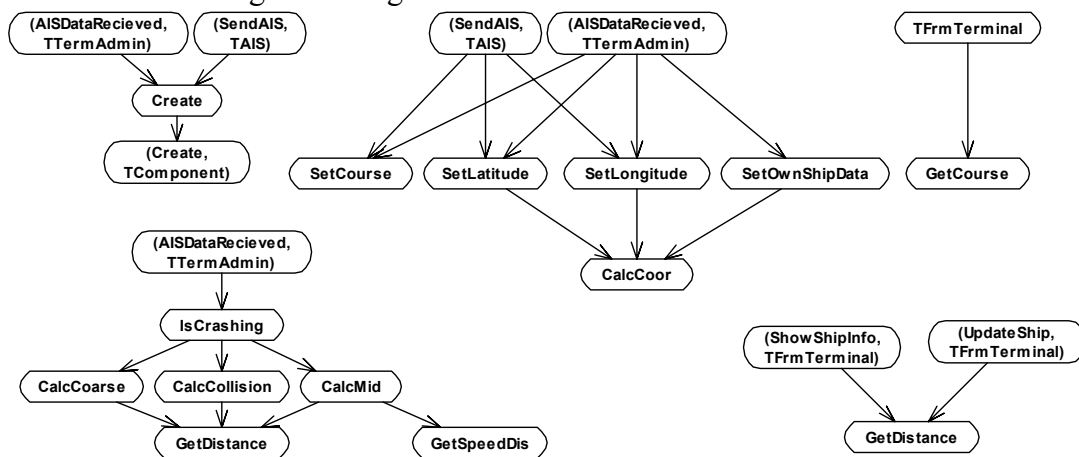 (AISDataRecieved,
TTermAdmin)
(SendAIS,
TAIS)
Create
(Create,
TComponent)
(SendAIS,
TAIS)
(AISDataRecieved,
TTermAdmin)
SetCourse
SetLatitude
SetLongitude
SetOwnShipData
CalcCoor
TFrmTerminal
GetCourse
(AISDataRecieved,
TTermAdmin)
IsCrashing
CalcCoarse
CalcCollision
CalcMid
GetDistance
GetSpeedDis
(ShowShipInfo,
TFrmTerminal)
(UpdateShip,
TFrmTerminal)
GetDistance